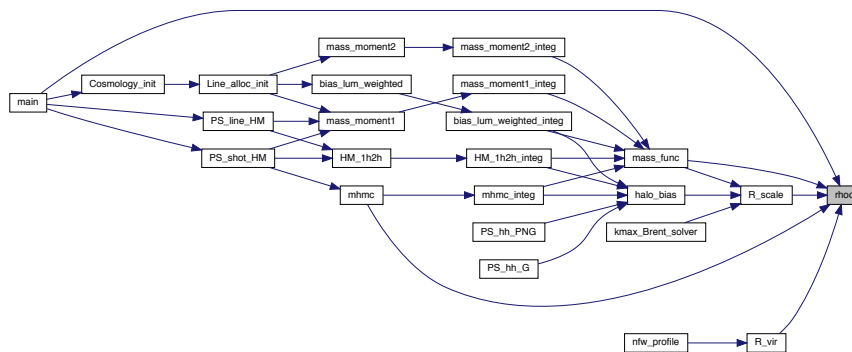 main
Cosmology_init
PS_line_HM
PS_shot_HM
Line_alloc_init
mass_moment2
bias_lum_weighted
mass_moment1
HM_1h2h
mhmc
mass_moment2_integ
mass_moment1_integ
bias_lum_weighted_integ
HM_1h2h_integ
mhmc_integ
PS_hh_PNG
PS_hh_G
mass_func
halo_bias
kmax_Brent_solver
nfw_profile
R_scale
R_vir
rhoc